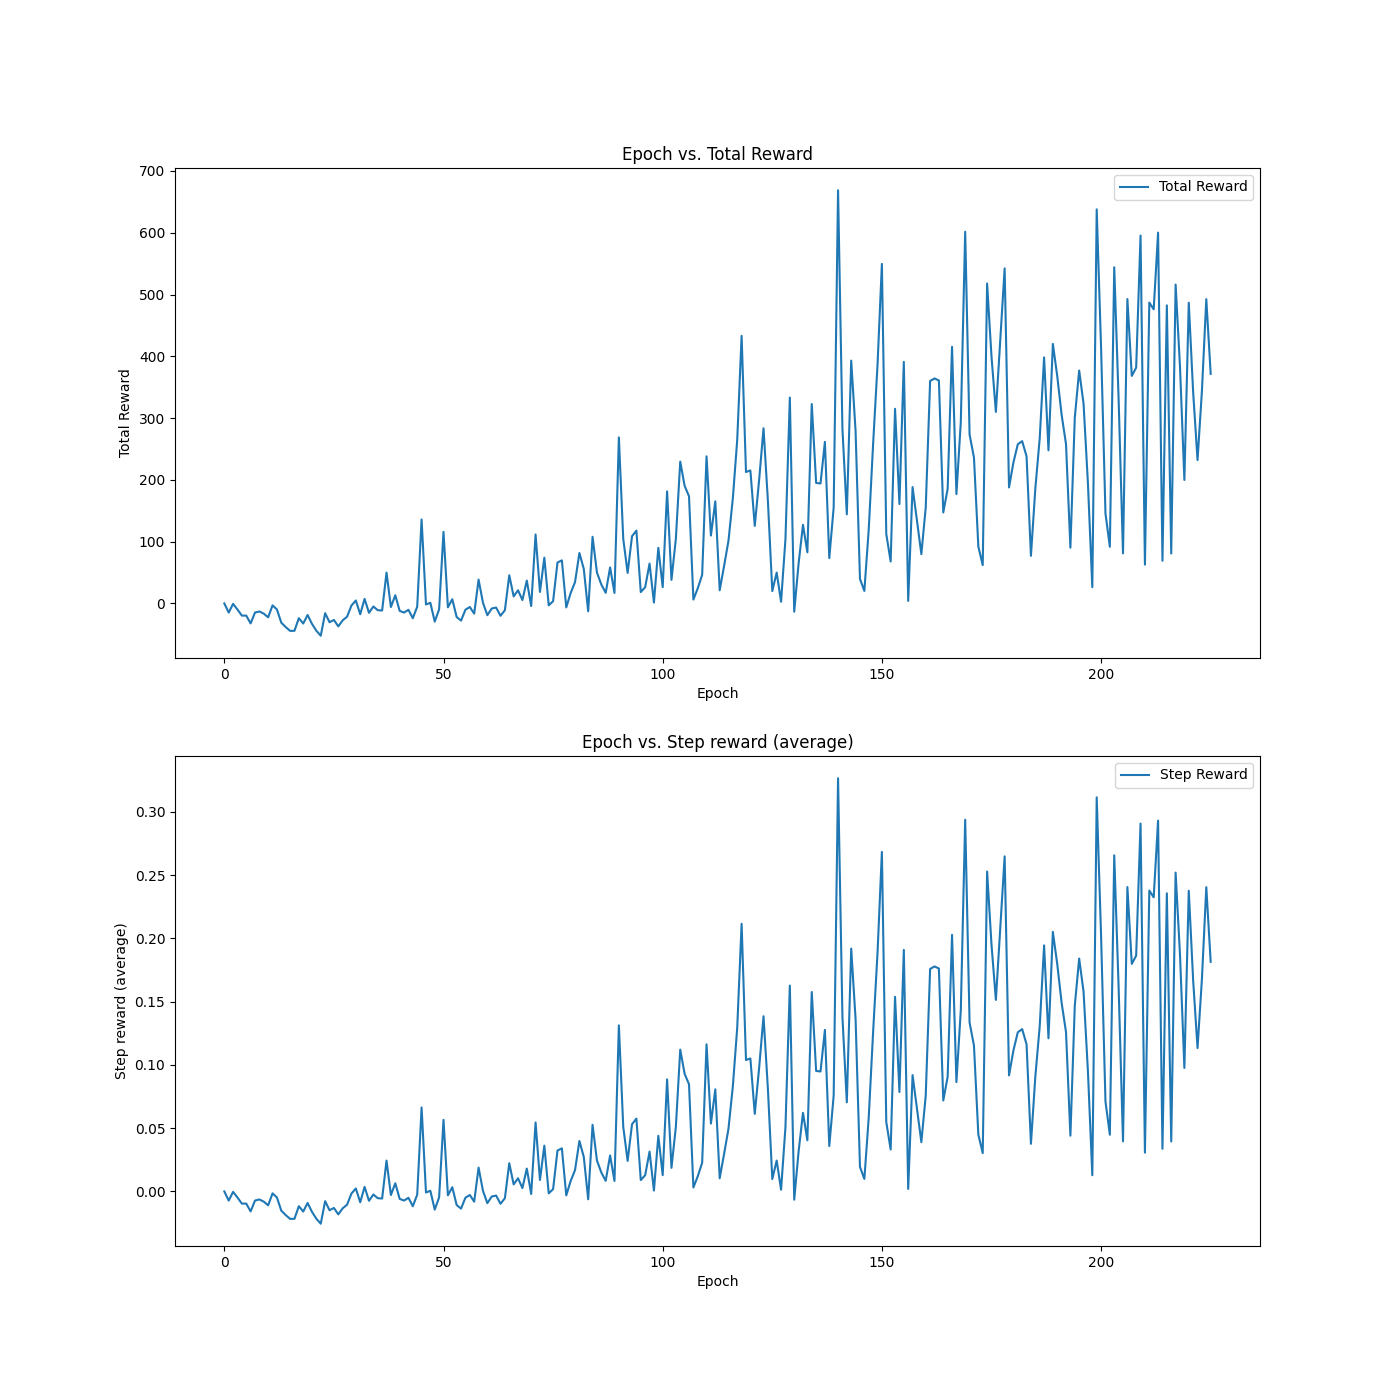 Epoch vs. Total Reward
Total Reward
700
600
500
400
300
200
100
0
Total Reward
0 50 100 150 200
Epoch
Epoch vs. Step reward (average)
Step Reward
0.30
0.25
0.20
0.15
0.10
0.05
0.00
Step reward (average)
0 50 100 150 200
Epoch